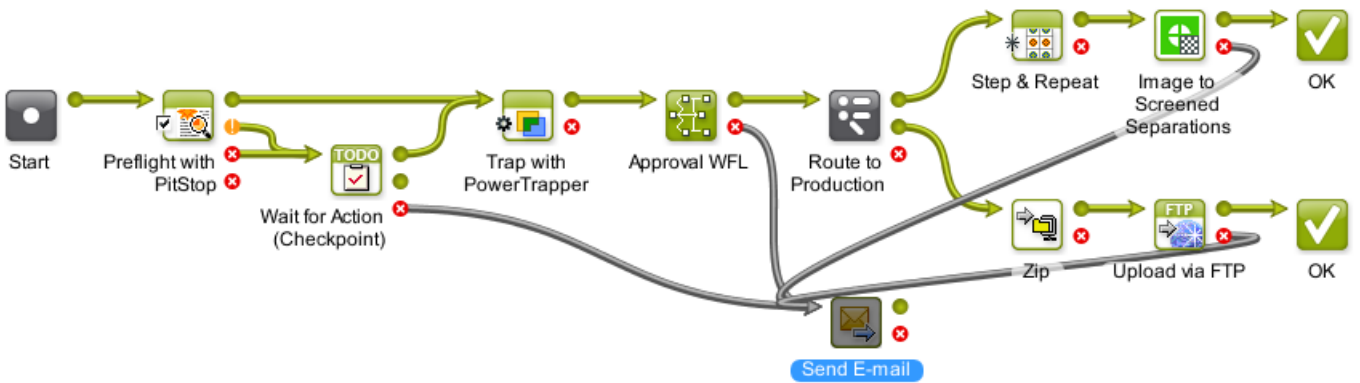 Start
Preflight with
PitStop
TODO
Wait for Action
(Checkpoint)
Trap with
PowerTrapper
Approval WFL
Route to
Production
Step & Repeat
Image to
Screened
Separations
OK
Zip
FTP
Upload via FTP
OK
Send E-mail